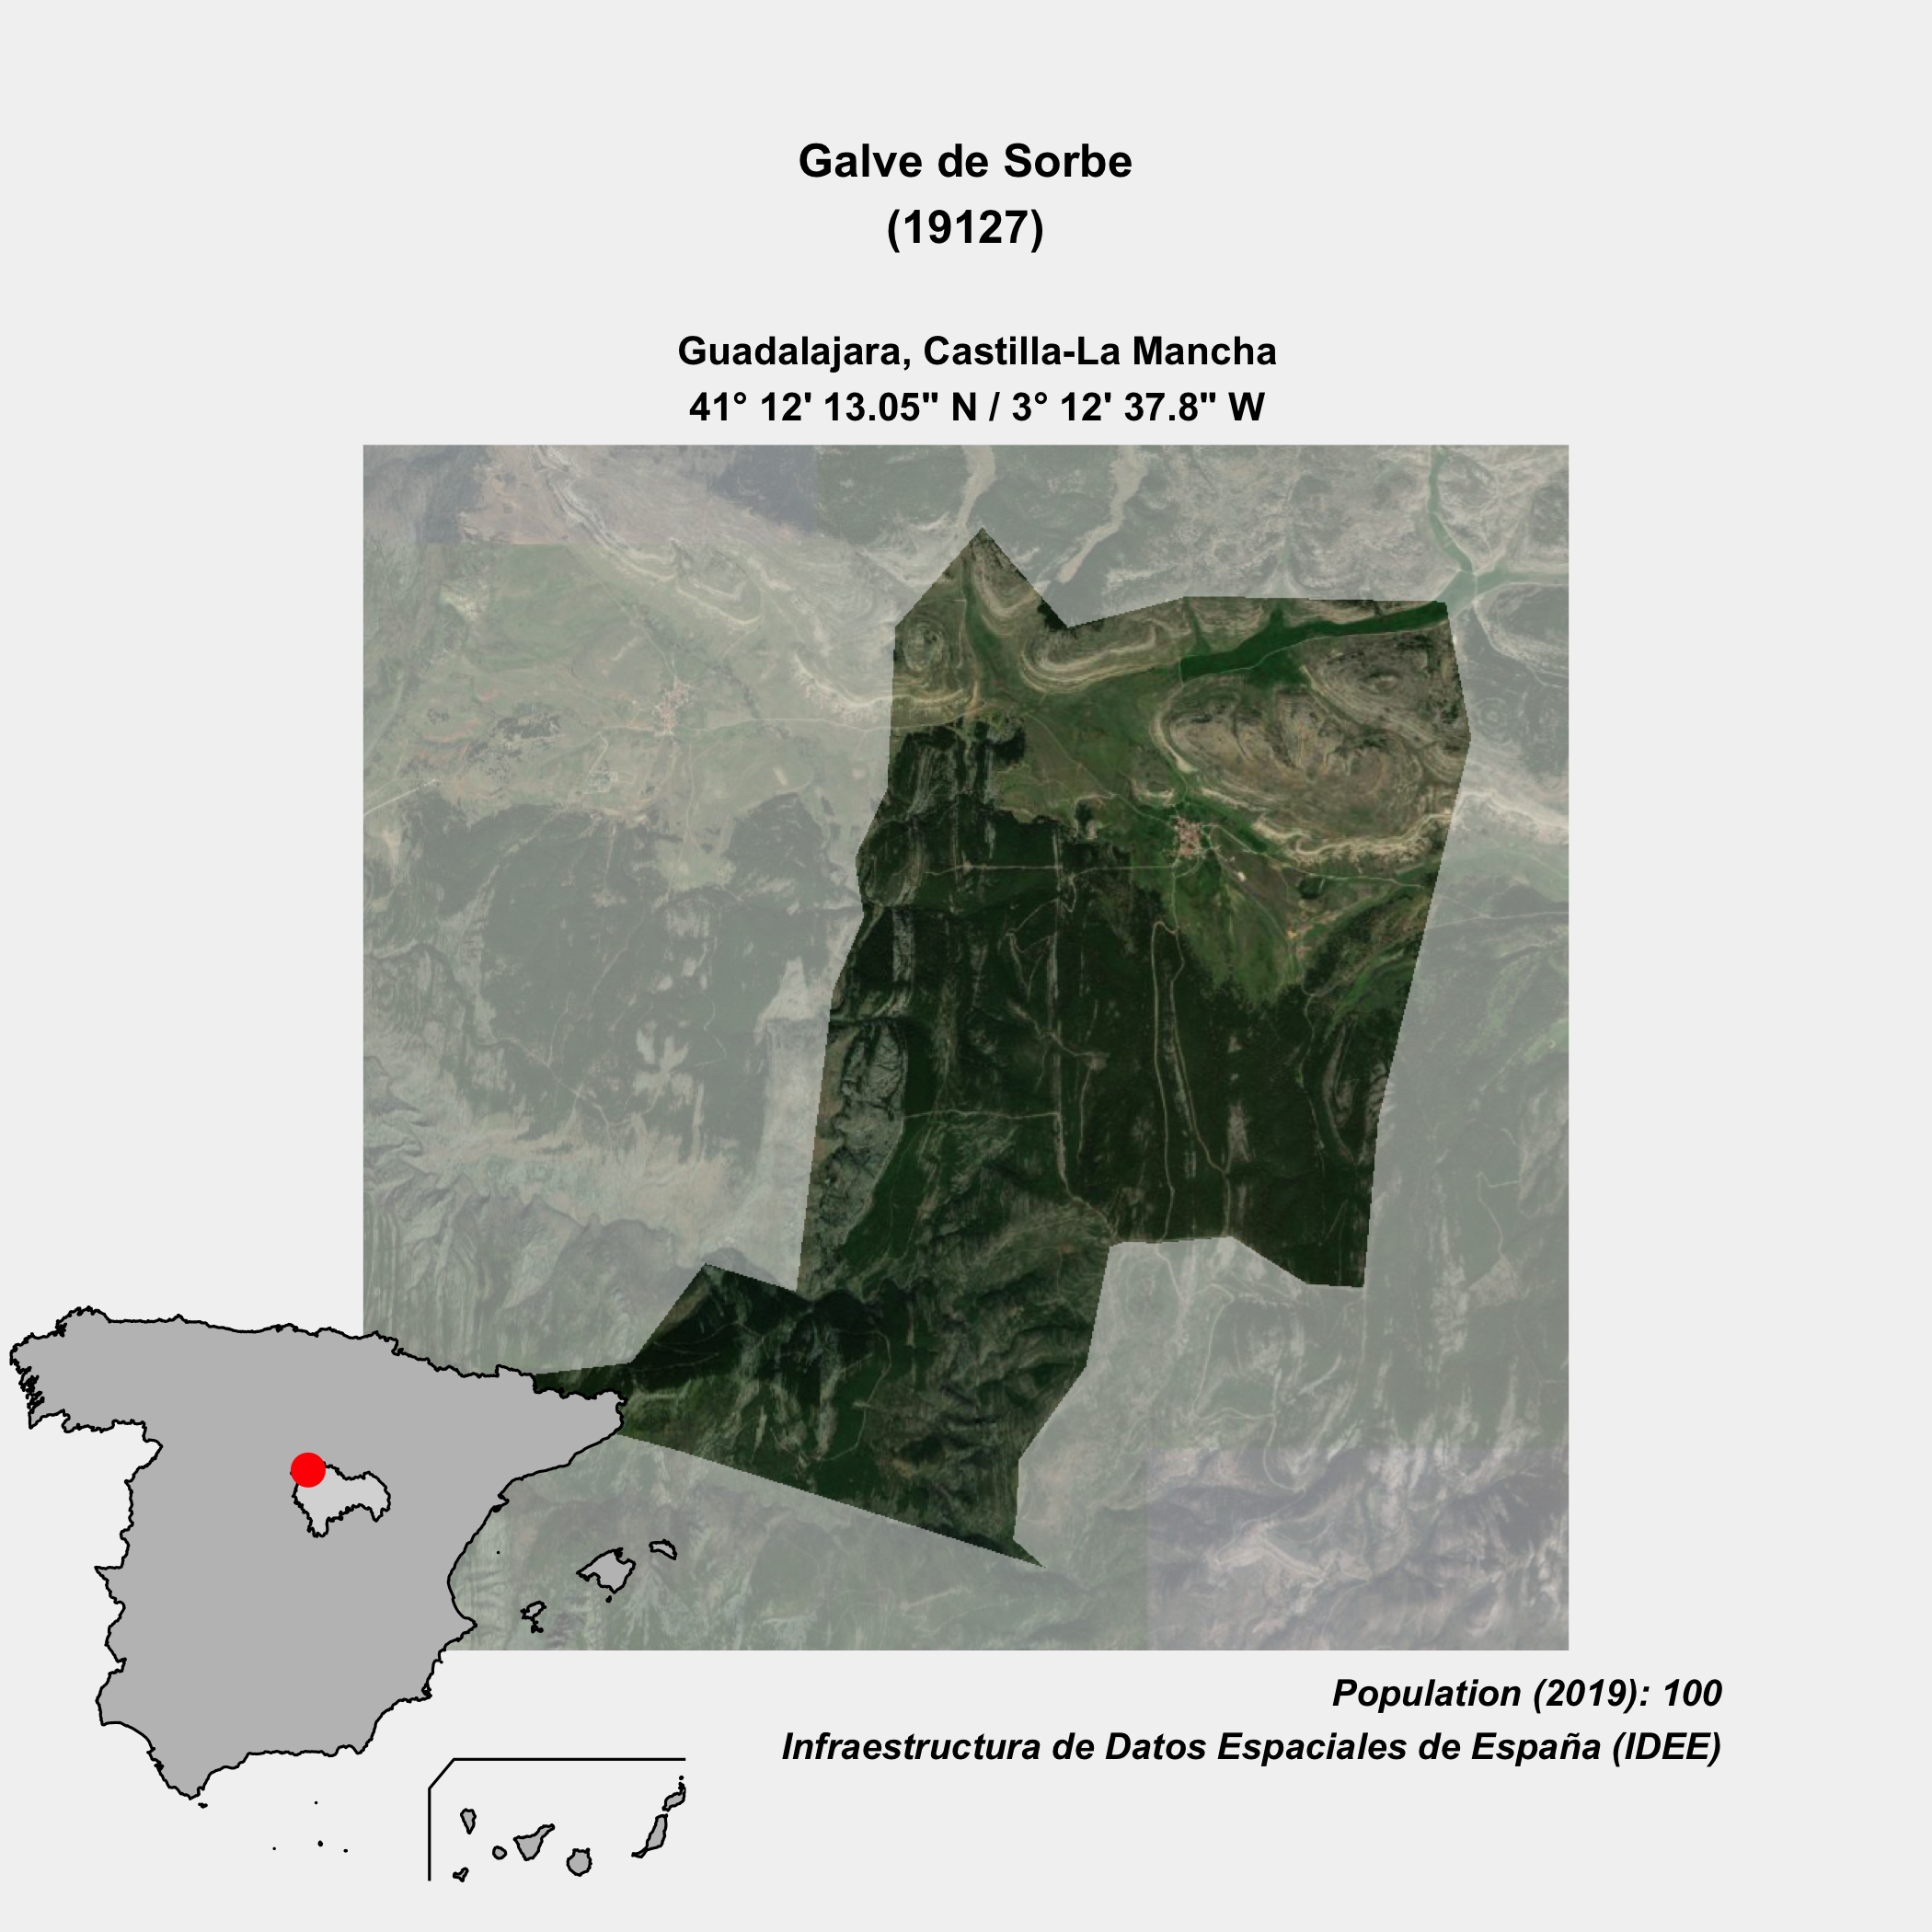 Galve de Sorbe
(19127)
Guadalajara, Castilla-La Mancha
41° 12' 13.05" N / 3° 12' 37.8" W
Population (2019): 100
Infraestructura de Datos Espaciales de España (IDEE)